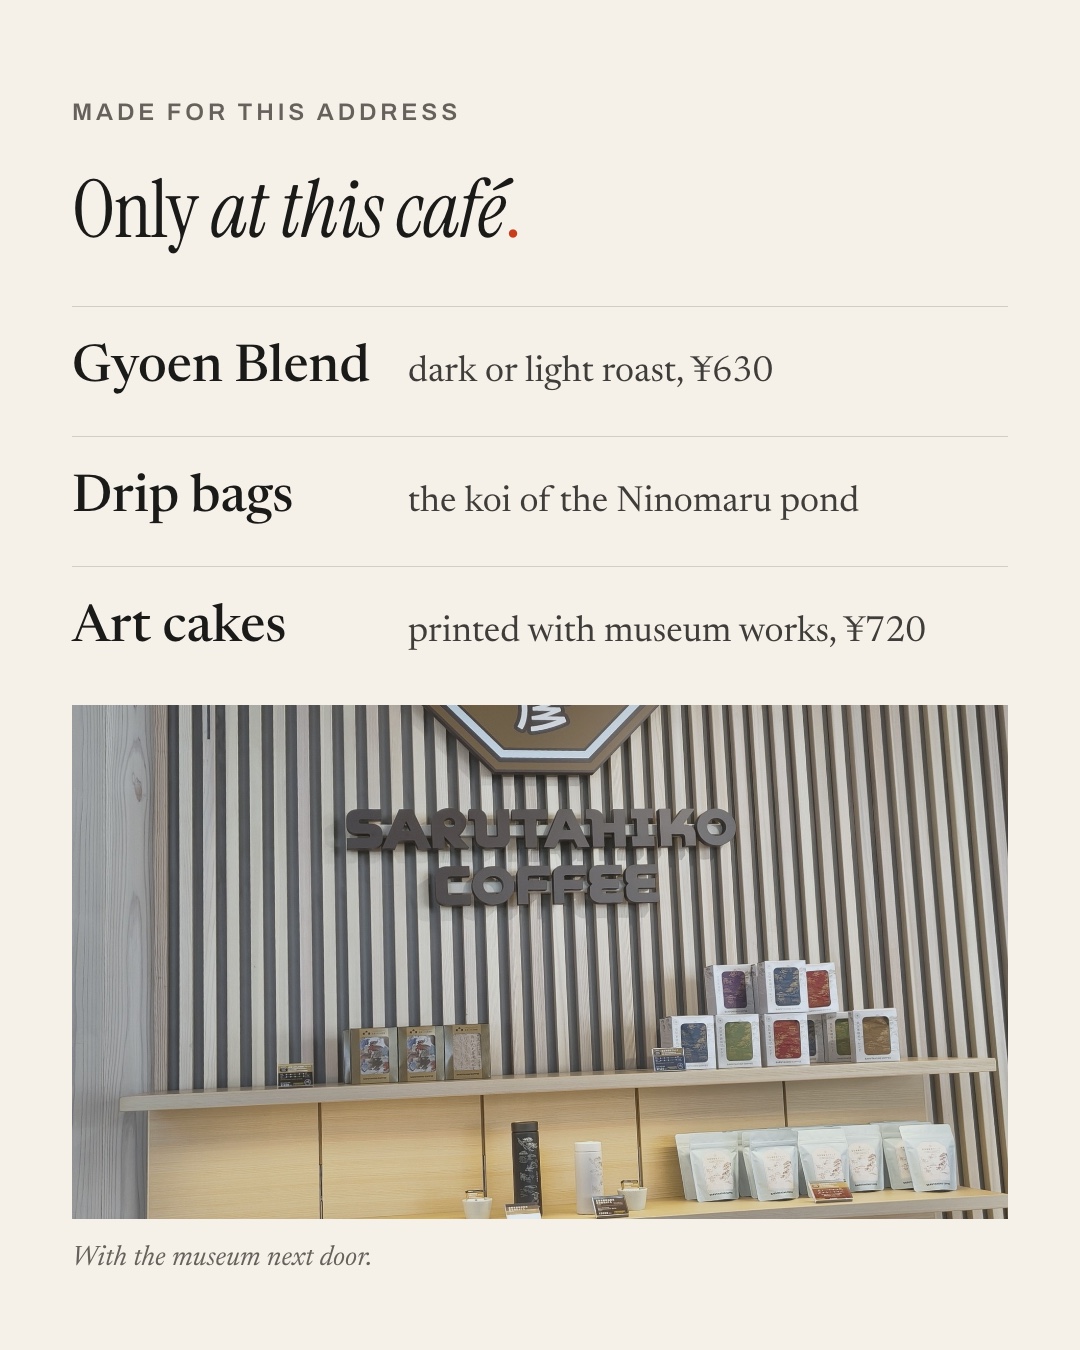 MADE FOR THIS ADDRESS
Only at this café.
Gyoen Blend dark or light roast, ¥630
Drip bags the koi of the Ninomaru pond
Art cakes printed with museum works, ¥720
SARUTAHIKO
COFFEE
With the museum next door.